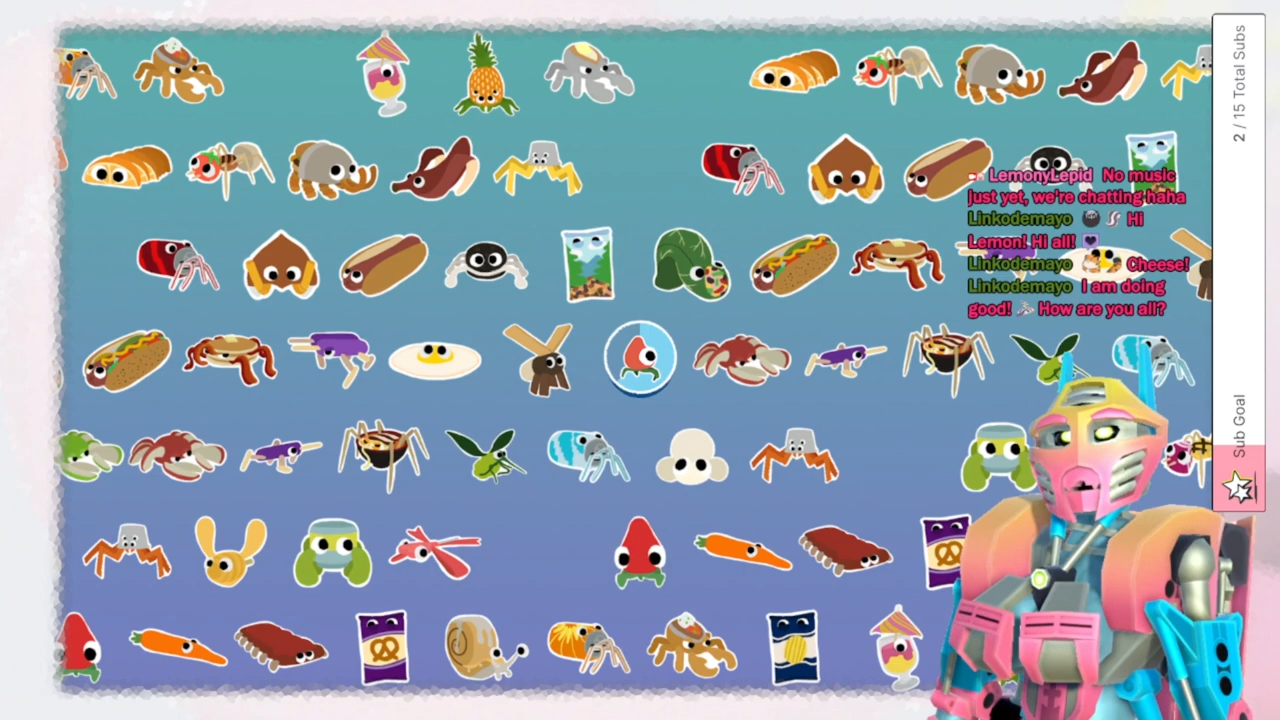 LemonyLepid No music
just yet, we're chatting haha
Linkodemayo Hi
Lemon! Hi all!
Linkodemayo Cheese!
Linkodemayo I am doing
good! How are you all?
2 / 15 Total Subs
Sub Goal